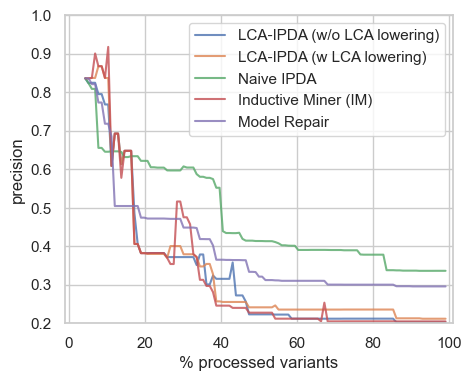 1.0
0.9
0.8
0.7
0.6
0.5
0.4
0.3
0.2
precision
LCA-IPDA (w/o LCA lowering)
LCA-IPDA (w LCA lowering)
Naive IPDA
Inductive Miner (IM)
Model Repair
0 20 40 60 80 100
% processed variants